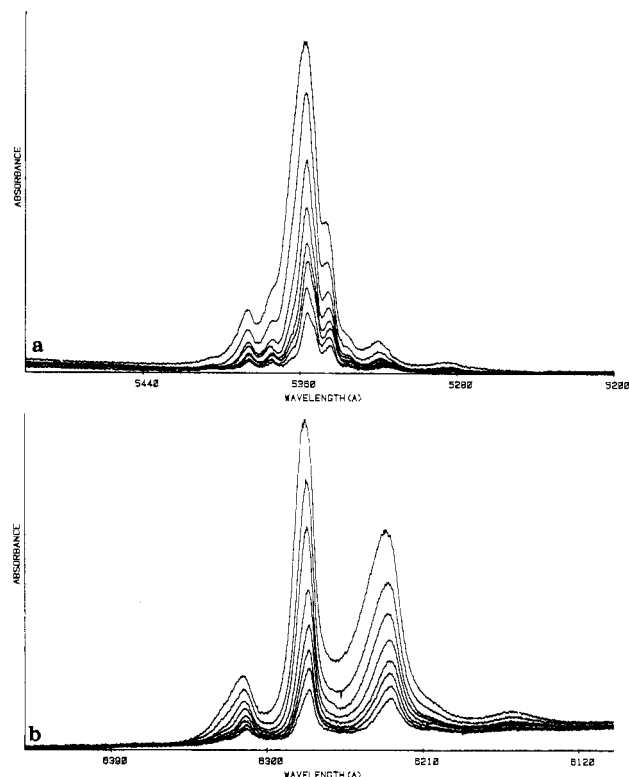 ABSORBANCE
a
5440 5360 5280 5200
WAVELENGTH(A)
ABSORBANCE
b
6390 6300 6210 6120
WAVELENGTH(A)